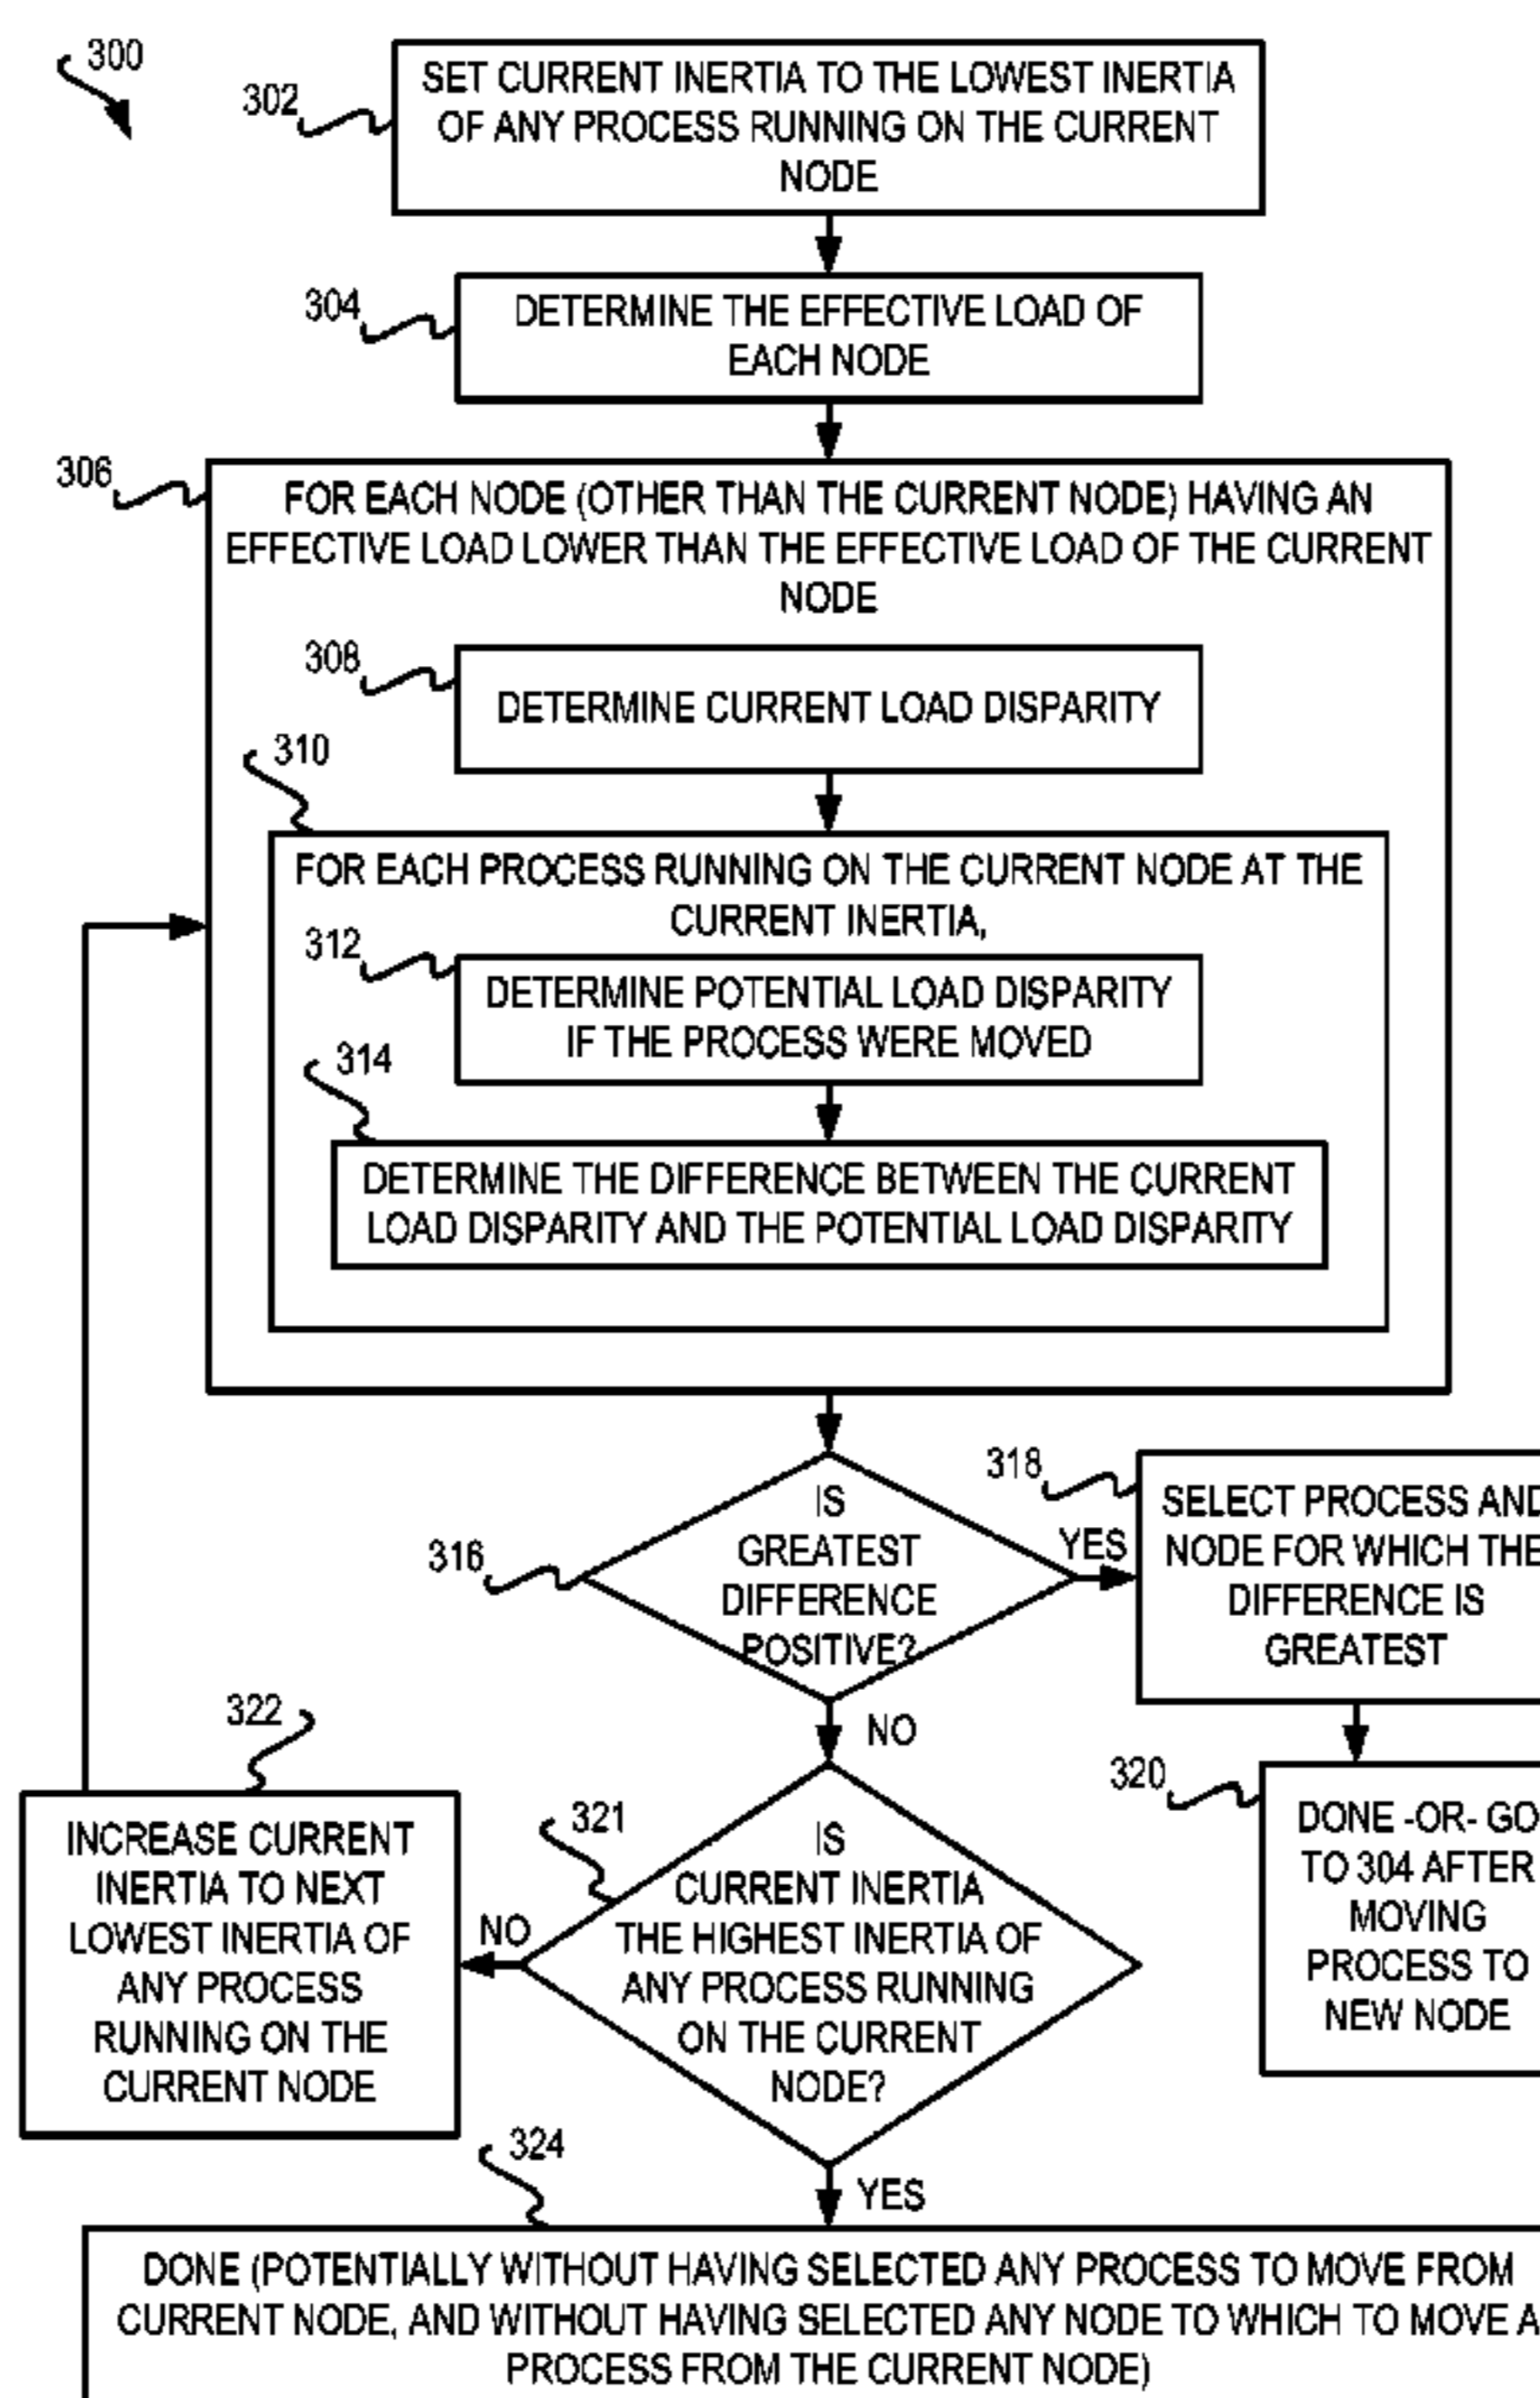 300
302
SET CURRENT INERTIA TO THE LOWEST INERTIA
OF ANY PROCESS RUNNING ON THE CURRENT
NODE
304
DETERMINE THE EFFECTIVE LOAD OF
EACH NODE
306
FOR EACH NODE (OTHER THAN THE CURRENT NODE) HAVING AN
EFFECTIVE LOAD LOWER THAN THE EFFECTIVE LOAD OF THE CURRENT
NODE
308
DETERMINE CURRENT LOAD DISPARITY
310
FOR EACH PROCESS RUNNING ON THE CURRENT NODE AT THE
CURRENT INERTIA,
312
DETERMINE POTENTIAL LOAD DISPARITY
IF THE PROCESS WERE MOVED
314
DETERMINE THE DIFFERENCE BETWEEN THE CURRENT
LOAD DISPARITY AND THE POTENTIAL LOAD DISPARITY
316
IS
GREATEST
DIFFERENCE
POSITIVE?
YES
NO
318
SELECT PROCESS AND
NODE FOR WHICH THE
DIFFERENCE IS
GREATEST
320
DONE -OR- GO
TO 304 AFTER
MOVING
PROCESS TO
NEW NODE
321
IS
CURRENT INERTIA
THE HIGHEST INERTIA OF
ANY PROCESS RUNNING
ON THE CURRENT
NODE?
NO
YES
322
INCREASE CURRENT
INERTIA TO NEXT
LOWEST INERTIA OF
ANY PROCESS
RUNNING ON THE
CURRENT NODE
324
DONE (POTENTIALLY WITHOUT HAVING SELECTED ANY PROCESS TO MOVE FROM
CURRENT NODE, AND WITHOUT HAVING SELECTED ANY NODE TO WHICH TO MOVE A
PROCESS FROM THE CURRENT NODE)